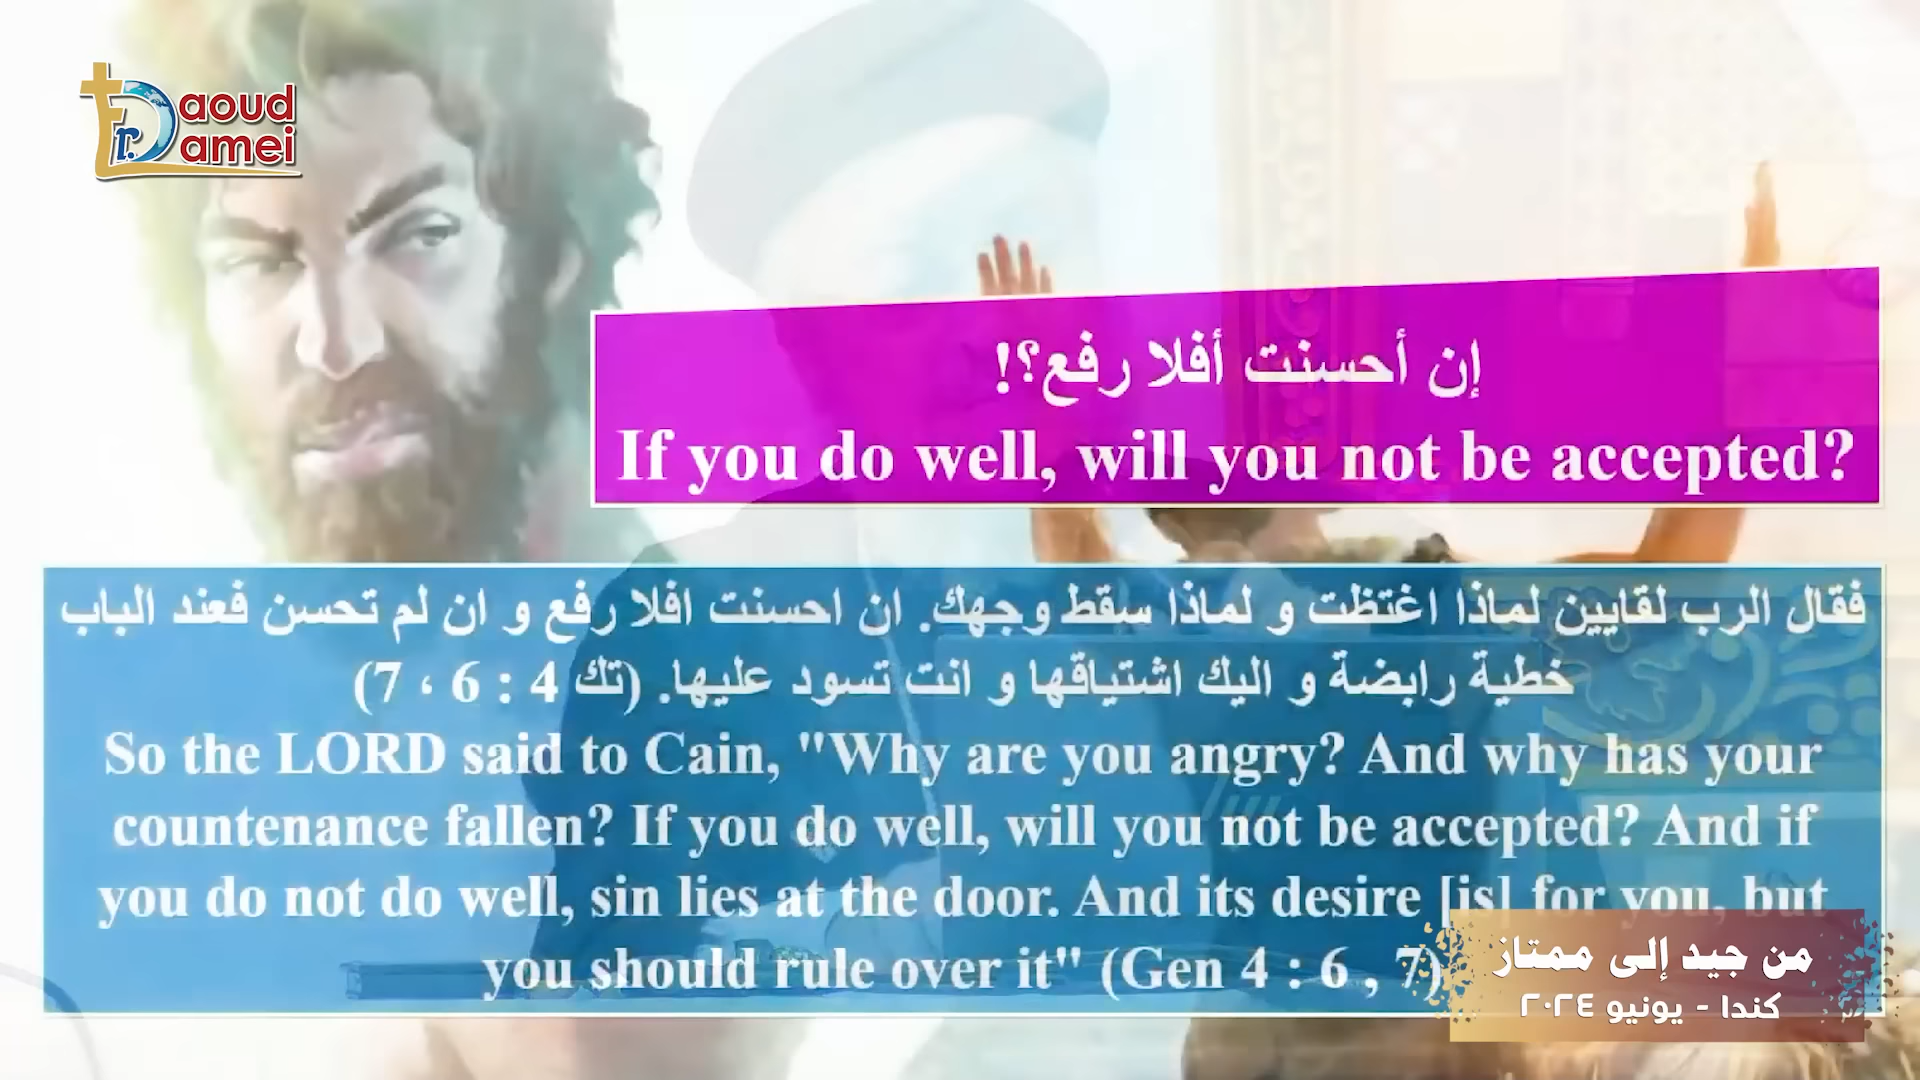 Fr. Daoud
Lamei
إن أحسنت أفلا رفع؟!
If you do well, will you not be accepted?
فقال الرب لقايين لماذا اغتظت و لماذا سقط وجهك. ان احسنت افلا رفع و ان لم تحسن فعند الباب
خطية رابضة و اليك اشتياقها و انت تسود عليها. (تك 4 : 6 ، 7)
So the LORD said to Cain, "Why are you angry? And why has your
countenance fallen? If you do well, will you not be accepted? And if
you do not do well, sin lies at the door. And its desire [is] for you, but
you should rule over it" (Gen 4 : 6 , 7)
من جيد إلى ممتاز
كندا - يونيو ٢٠٢٤